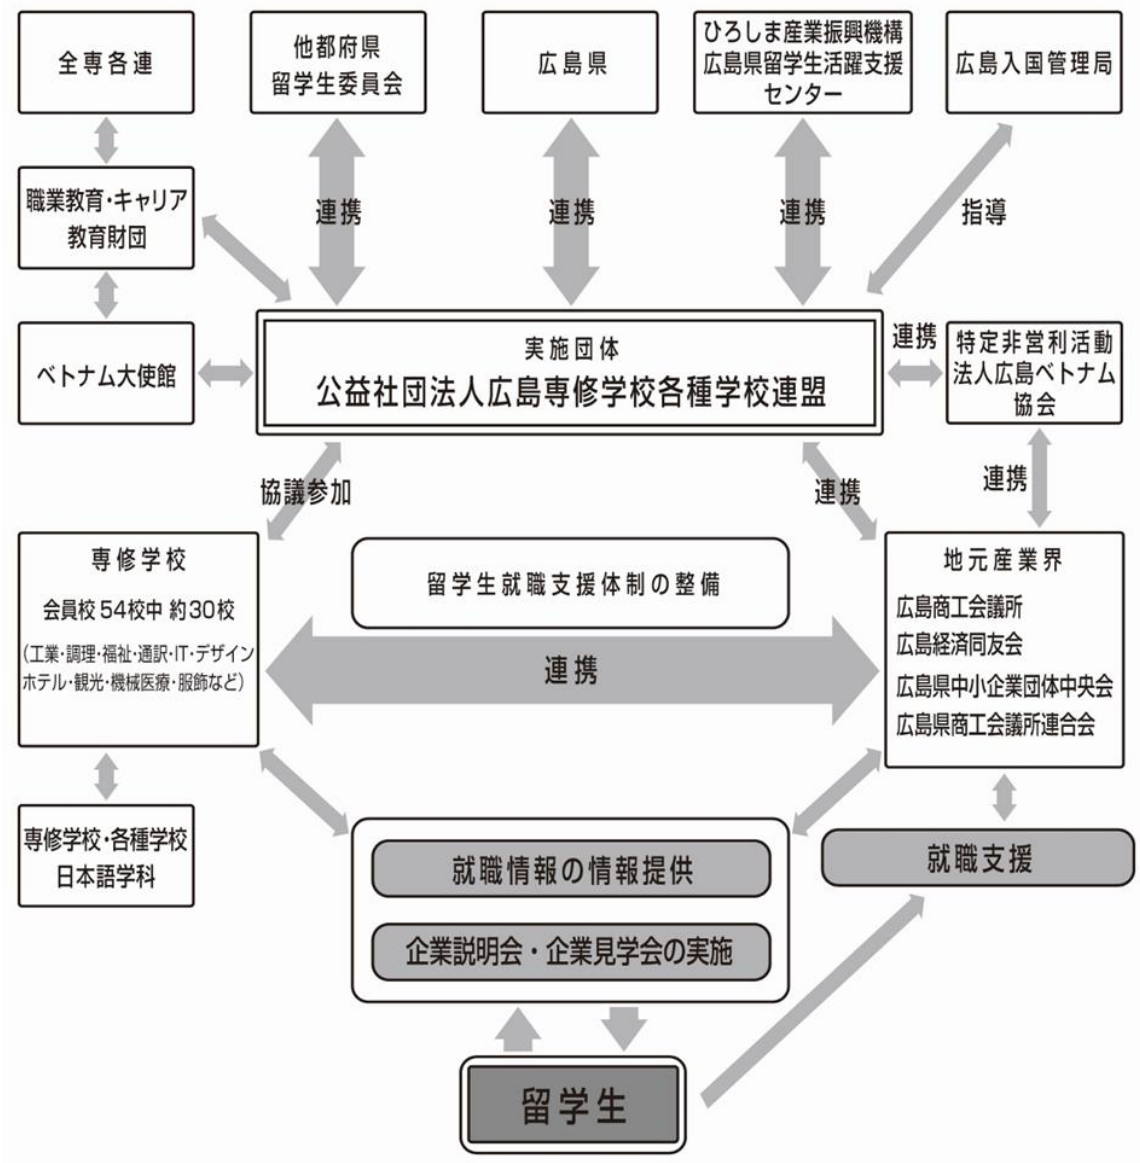 全専各連
他都府県
留学生委員会
広島県
ひろしま産業振興機構
広島県留学生活躍支援
センター
広島入国管理局
職業教育・キャリア
教育財団
連携
連携
連携
指導
ベトナム大使館
実施団体
公益社団法人広島専修学校各種学校連盟
連携
特定非営利活動
法人広島ベトナム
協会
協議参加
連携
連携
専修学校
会員校54校中 約30校
(工業・調理・福祉・通訳・IT・デザイン
ホテル・観光・機械医療・服飾など)
留学生就職支援体制の整備
連携
地元産業界
広島商工会議所
広島経済同友会
広島県中小企業団体中央会
広島県商工会議所連合会
専修学校・各種学校
日本語学科
就職情報の情報提供
企業説明会・企業見学会の実施
就職支援
留学生